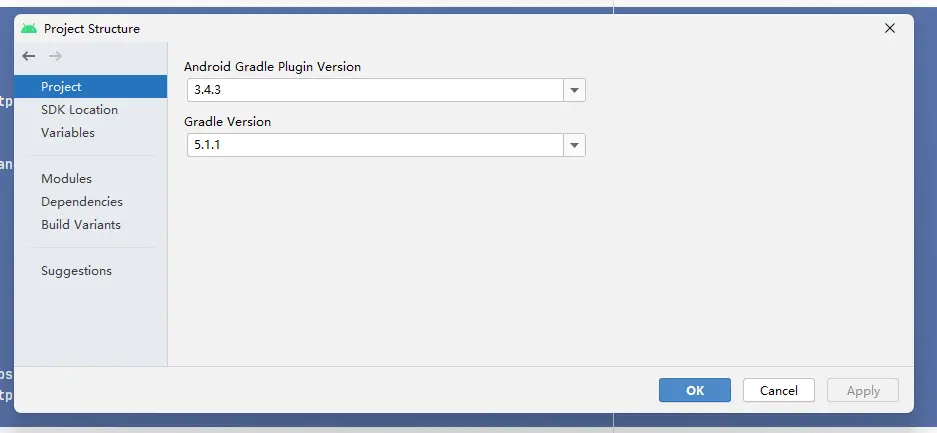 Project Structure
Project
SDK Location
Variables
Modules
Dependencies
Build Variants
Suggestions
Android Gradle Plugin Version
3.4.3
Gradle Version
5.1.1
OK
Cancel
Apply
tp
an
os
tp